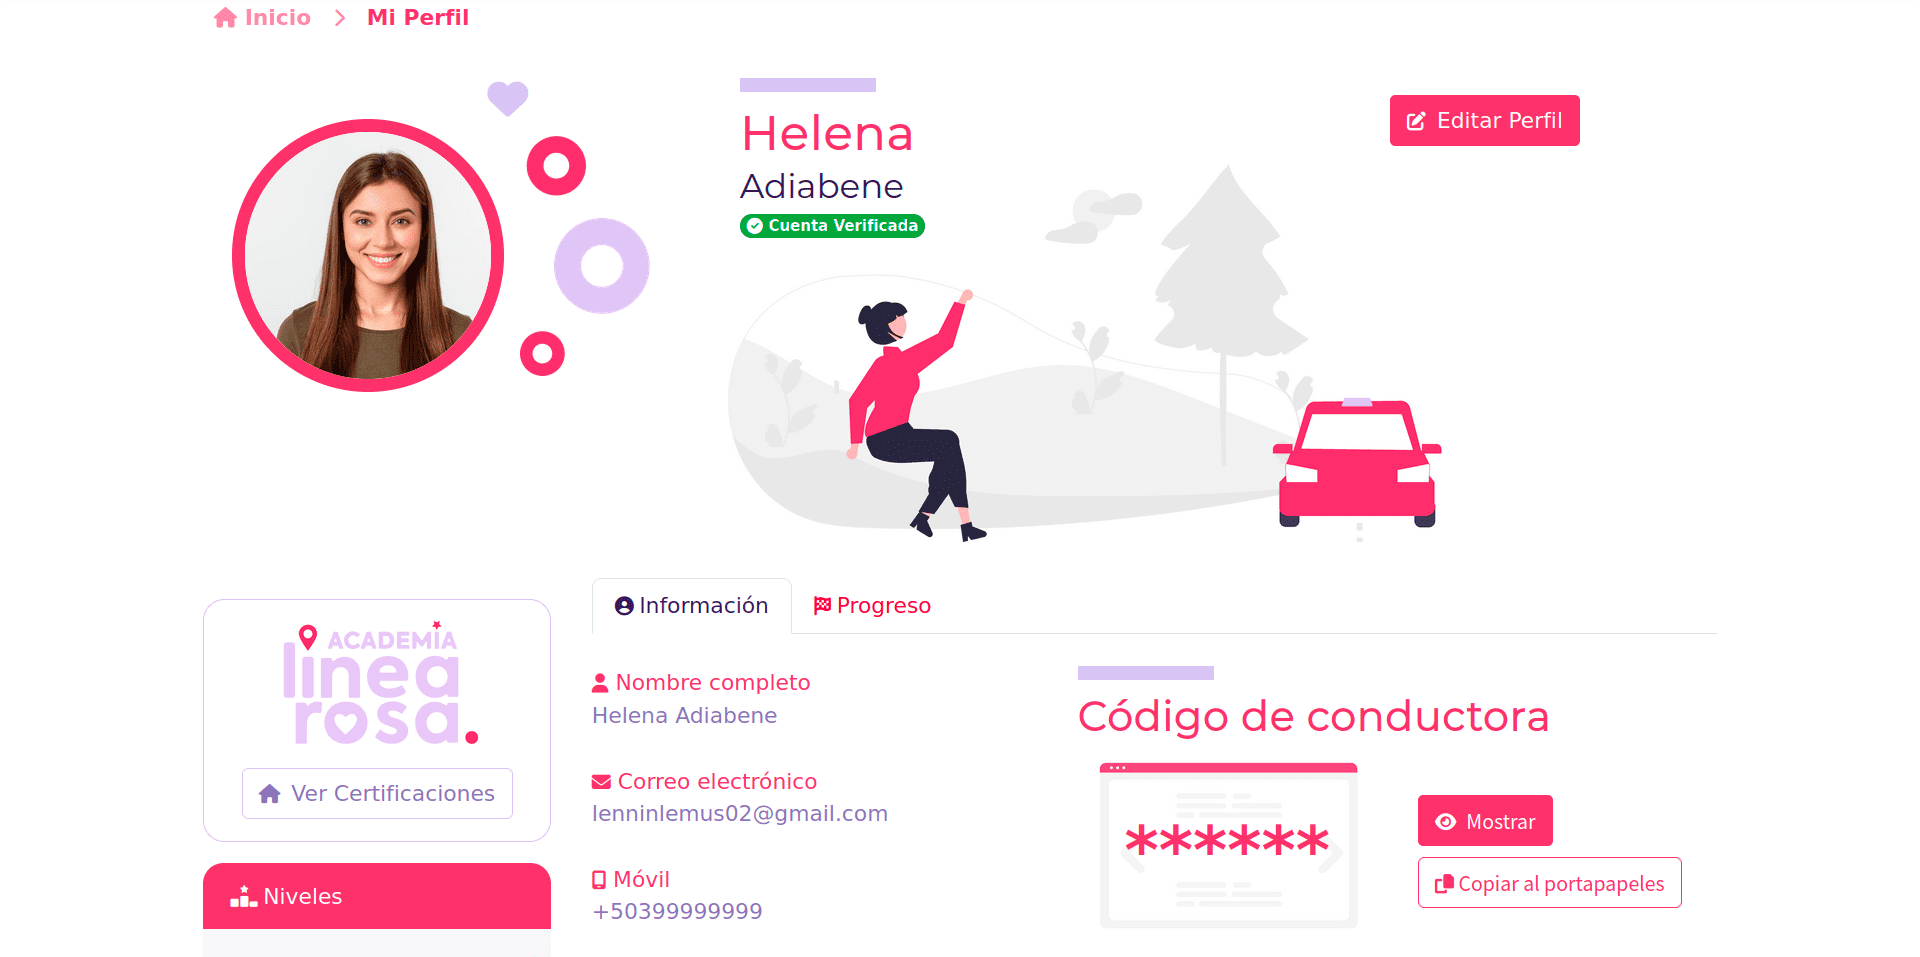 Inicio > Mi Perfil
Helena
Adiabene
Cuenta Verificada
Editar Perfil
ACADEMIA
linea
rosa.
Ver Certificaciones
Niveles
Información
Progreso
Nombre completo
Helena Adiabene
Correo electrónico
lenninlemus02@gmail.com
Móvil
+50399999999
Código de conductora
******
Mostrar
Copiar al portapapeles